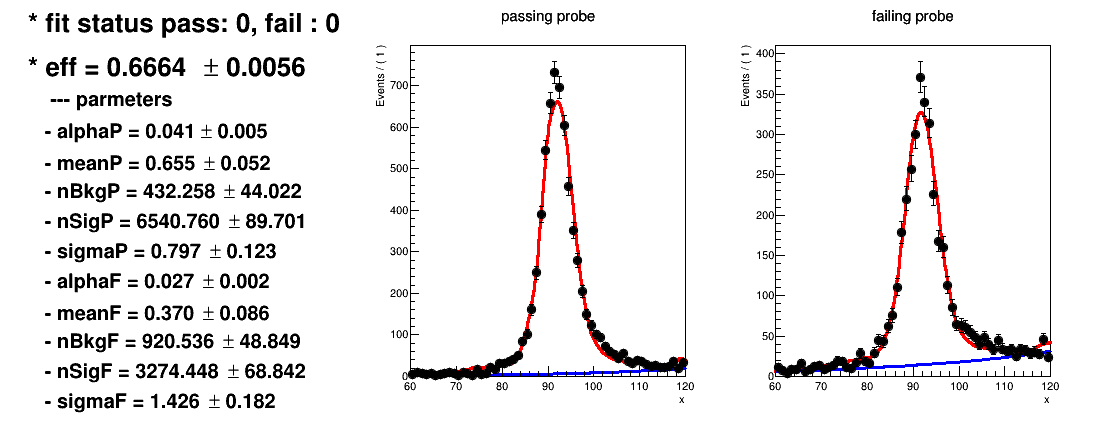 * fit status pass: 0, fail : 0
* eff = 0.6664 ± 0.0056
--- parmeters
- alphaP = 0.041 ± 0.005
- meanP = 0.655 ± 0.052
- nBkgP = 432.258 ± 44.022
- nSigP = 6540.760 ± 89.701
- sigmaP = 0.797 ± 0.123
- alphaF = 0.027 ± 0.002
- meanF = 0.370 ± 0.086
- nBkgF = 920.536 ± 48.849
- nSigF = 3274.448 ± 68.842
- sigmaF = 1.426 ± 0.182
passing probe
Events / ( 1 )
700
600
500
400
300
200
100
0
60 70 80 90 100 110 120
x
failing probe
Events / ( 1 )
400
350
300
250
200
150
100
50
0
60 70 80 90 100 110 120
x